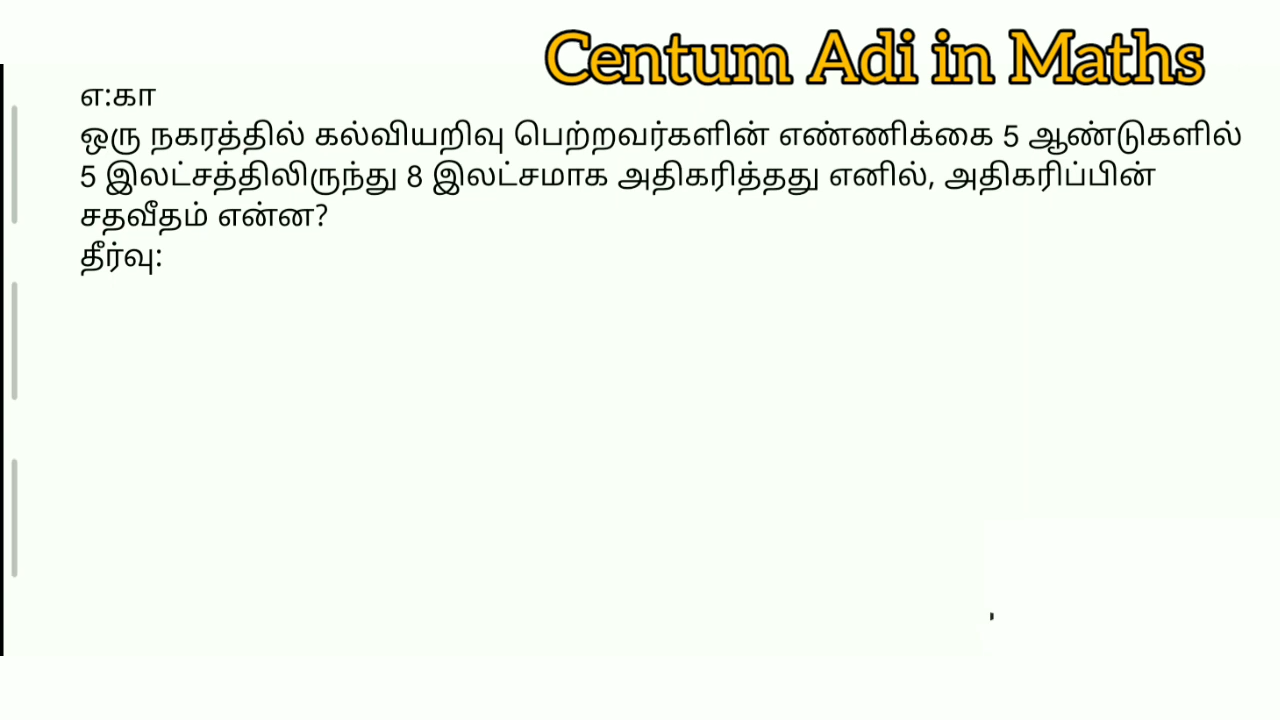 Centum Adi in Maths
எ:கா
ஒரு நகரத்தில் கல்வியறிவு பெற்றவர்களின் எண்ணிக்கை 5 ஆண்டுகளில்
5 இலட்சத்திலிருந்து 8 இலட்சமாக அதிகரித்தது எனில், அதிகரிப்பின்
சதவீதம் என்ன?
தீர்வு: